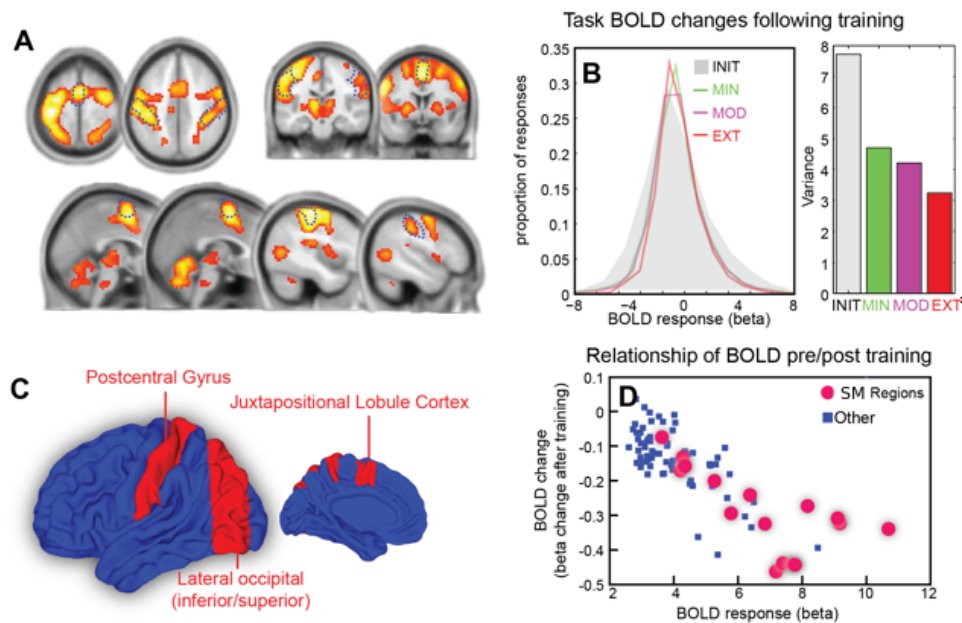 Task BOLD changes following training
A
B
0.35
0.33
0.2
0.15
0.1
0.05
0
proportion of responses
INIT
MIN
MOD
EXT
−8
−4
0
4
8
BOLD response (beta)
8
7
6
5
4
3
2
1
0
Variance
INIT
MIN
MOD
EXT
C
Postcentral Gyrus
Juxtapositional Lobule Cortex
Lateral occipital
(inferior/superior)
Relationship of BOLD pre/post training
D
SM Regions
Other
0.1
0
-0.1
-0.2
-0.3
-0.4
-0.5
BOLD change
(beta change after training)
2
4
6
8
10
12
BOLD response (beta)